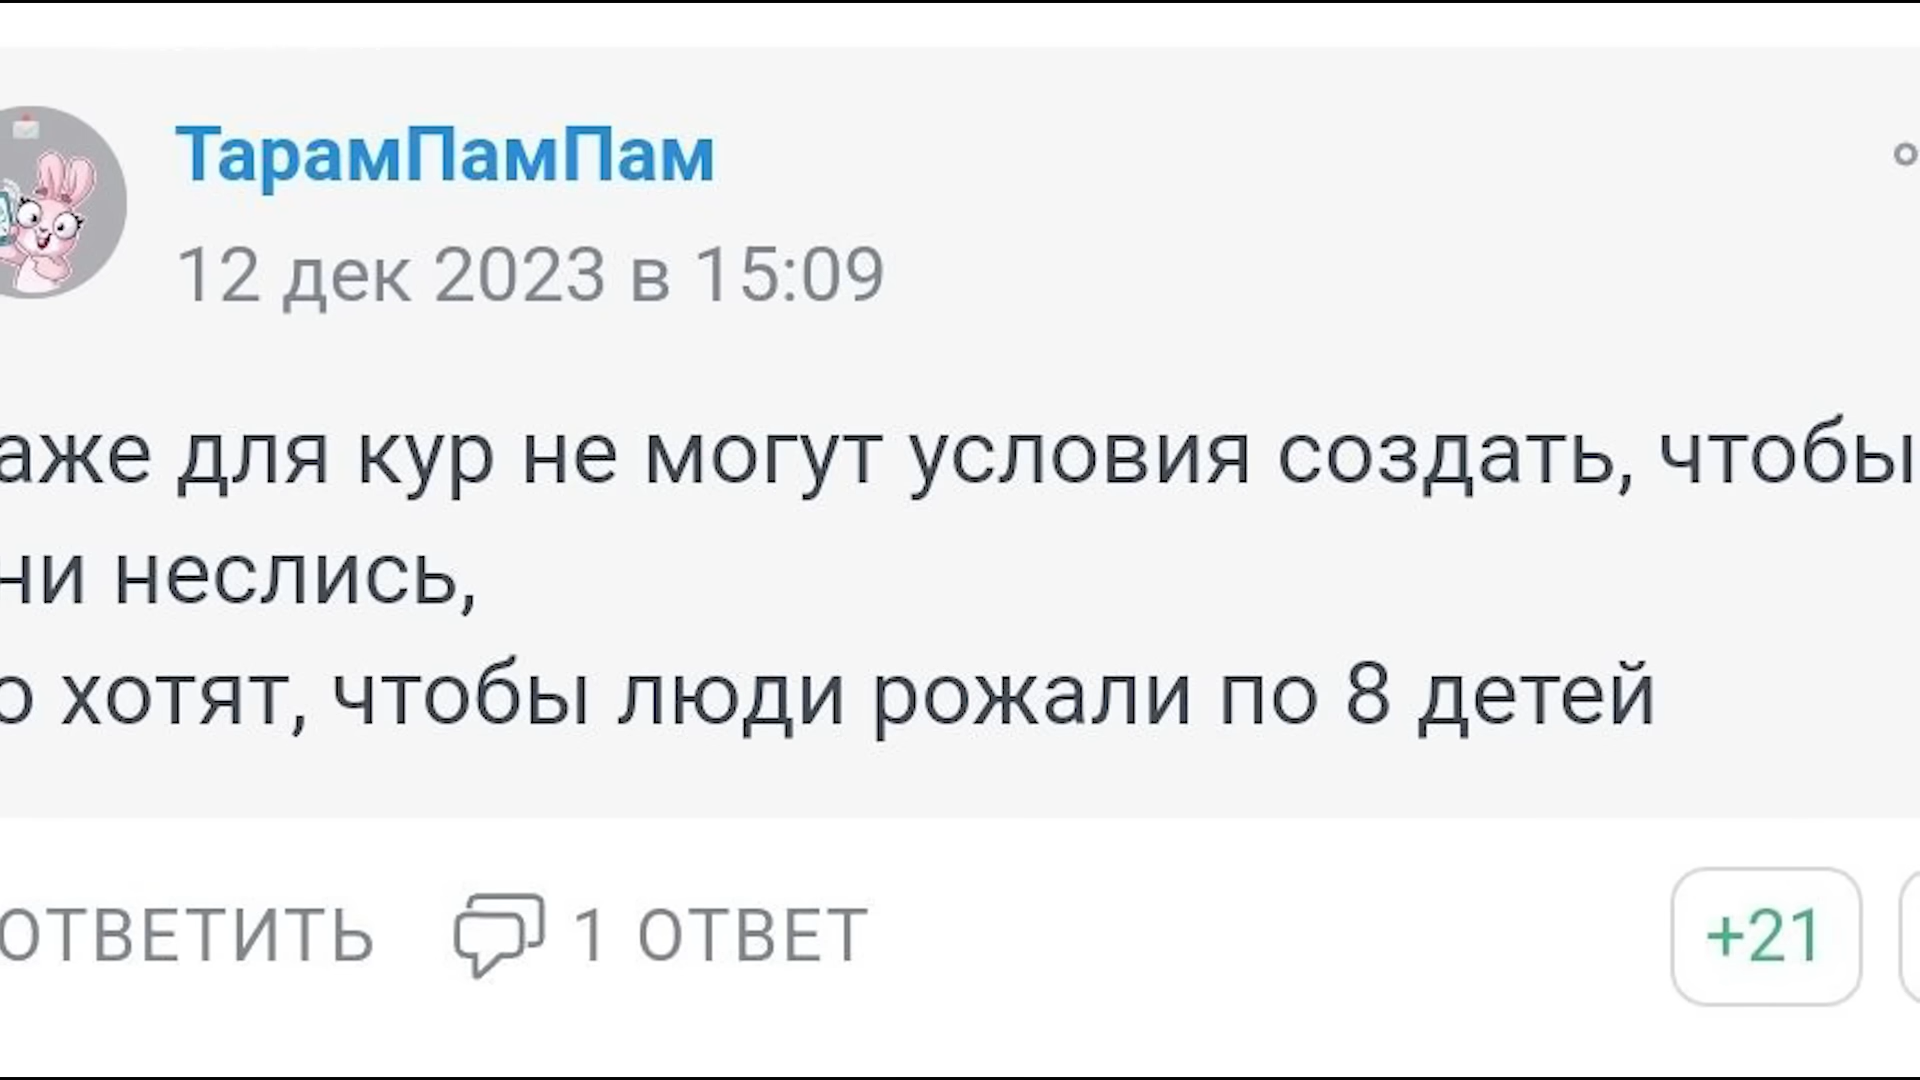 ТарамПамПам
12 дек 2023 в 15:09
аже для кур не могут условия создать, чтобы
ни неслись,
о хотят, чтобы люди рожали по 8 детей
ОТВЕТИТЬ 1 ОТВЕТ +21